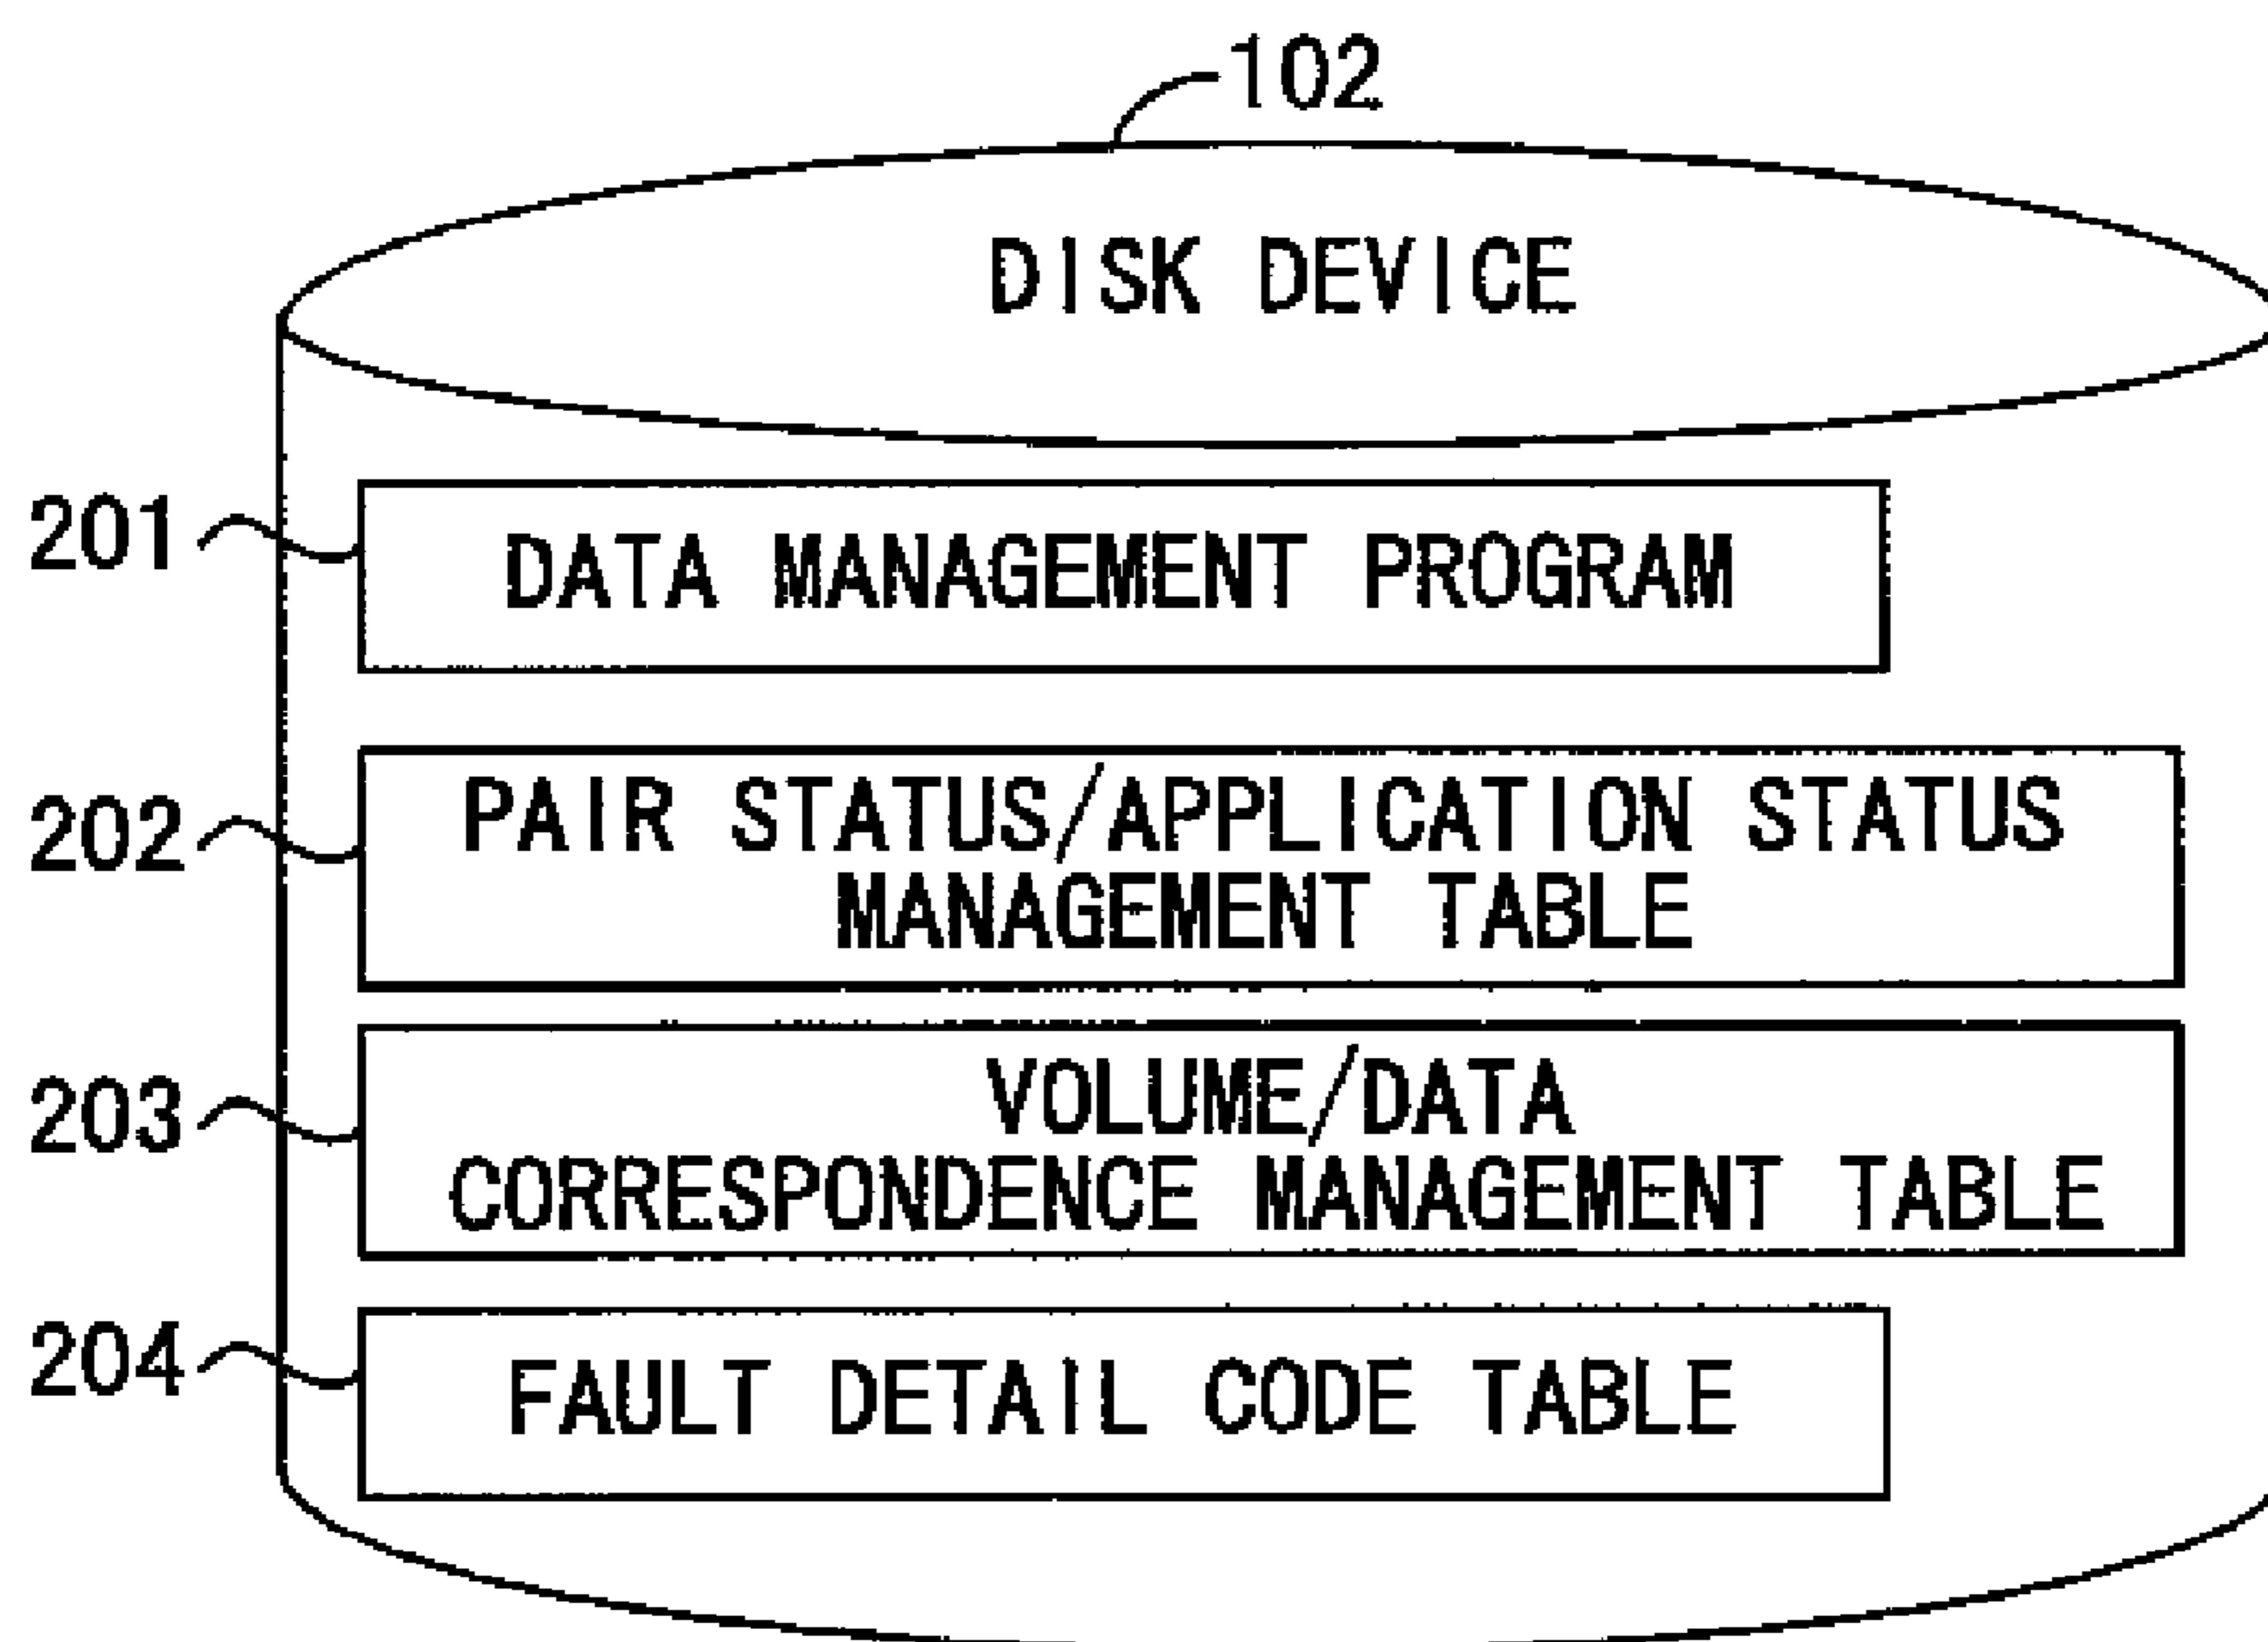 102
DISK DEVICE
201
DATA MANAGEMENT PROGRAM
202
PAIR STATUS/APPLICATION STATUS
MANAGEMENT TABLE
203
VOLUME/DATA
CORRESPONDENCE MANAGEMENT TABLE
204
FAULT DETAIL CODE TABLE